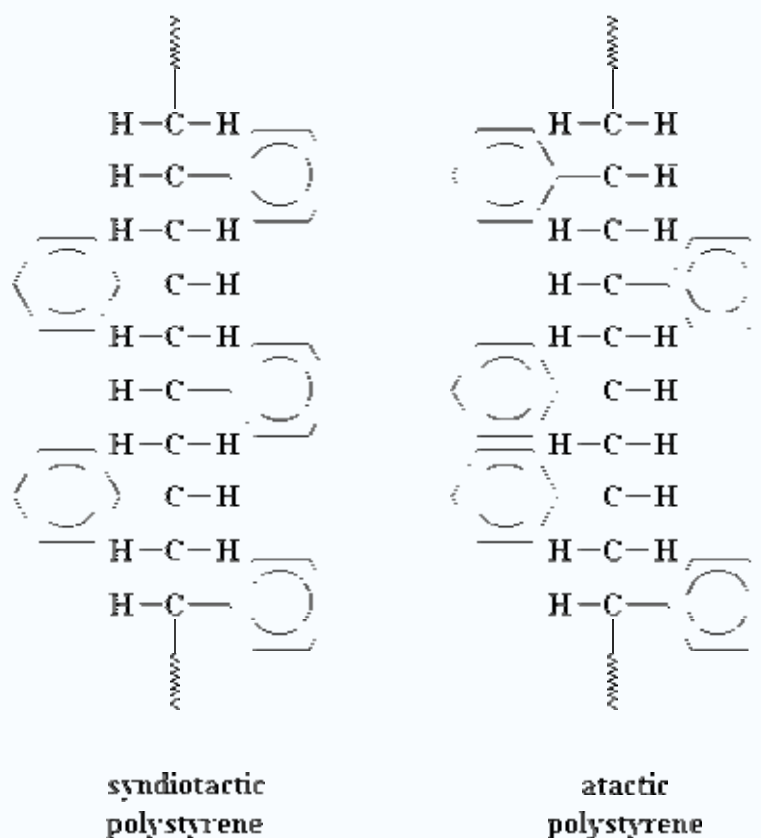 H-C-H H-C-H
H-C- -C-H
H-C-H H-C-H
C-H H-C-
H-C-H H-C-H
H-C- C-H
H-C-H H-C-H
C-H C-H
H-C-H H-C-H
H-C- H-C-
syndiotactic
polystyrene
atactic
polystyrene